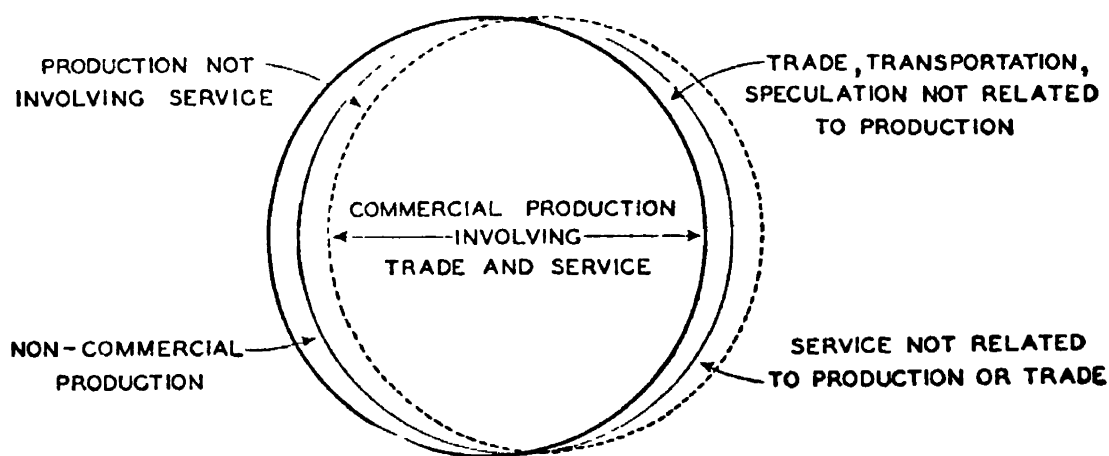 PRODUCTION NOT
INVOLVING SERVICE
TRADE, TRANSPORTATION,
SPECULATION NOT RELATED
TO PRODUCTION
COMMERCIAL PRODUCTION
INVOLVING
TRADE AND SERVICE
NON-COMMERCIAL
PRODUCTION
SERVICE NOT RELATED
TO PRODUCTION OR TRADE